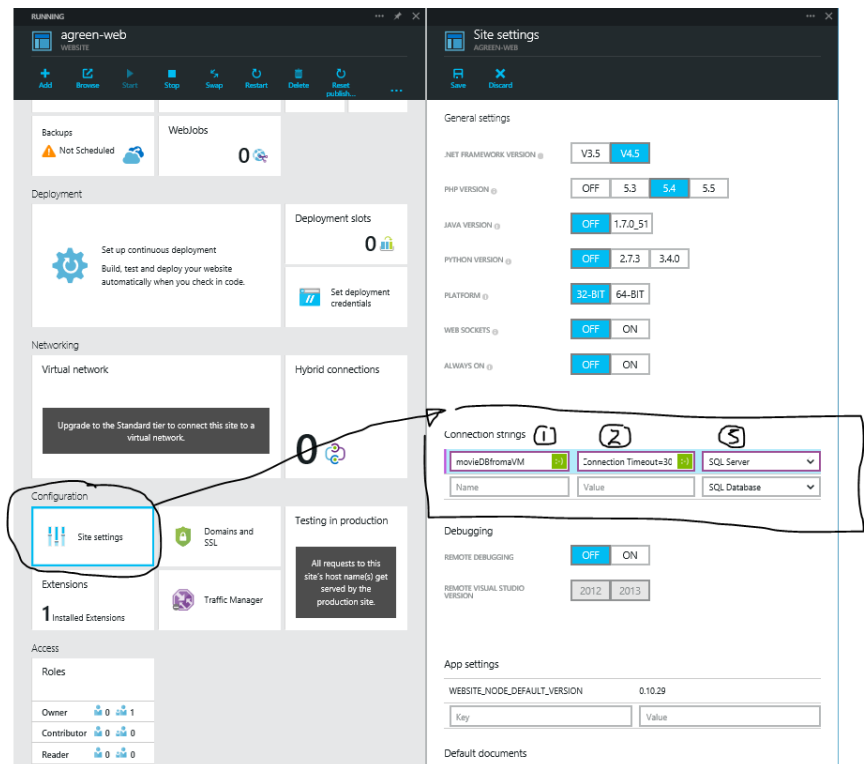 RUNNING
agreen-web
WEBSITE
Add
Browse
Start
Stop
Swap
Restart
Delete
Reset publish...
Backups
Not Scheduled
WebJobs
0
Deployment
Set up continuous deployment
Build, test and deploy your website
automatically when you check in code.
Deployment slots
0
Set deployment
credentials
Networking
Virtual network
Upgrade to the Standard tier to connect this site to a
virtual network.
Hybrid connections
0
Configuration
Site settings
Domains and
SSL
Testing in production
All requests to this
site's host name(s) get
served by the
production site.
Extensions
1 Installed Extensions
Traffic Manager
Access
Roles
Owner 0 1
Contributor 0 0
Reader 0 0
Site settings
AGREEN-WEB
Save
Discard
General settings
.NET FRAMEWORK VERSION V3.5 V4.5
PHP VERSION OFF 5.3 5.4 5.5
JAVA VERSION OFF 1.7.0_51
PYTHON VERSION OFF 2.7.3 3.4.0
PLATFORM 32-BIT 64-BIT
WEB SOCKETS OFF ON
ALWAYS ON OFF ON
Connection strings 1 2
movieDBfromaVM :-) Connection Timeout=30 :-) SQL Server
Name Value SQL Database
Debugging
REMOTE DEBUGGING OFF ON
REMOTE VISUAL STUDIO
VERSION 2012 2013
App settings
WEBSITE_NODE_DEFAULT_VERSION 0.10.29
Key Value
Default documents